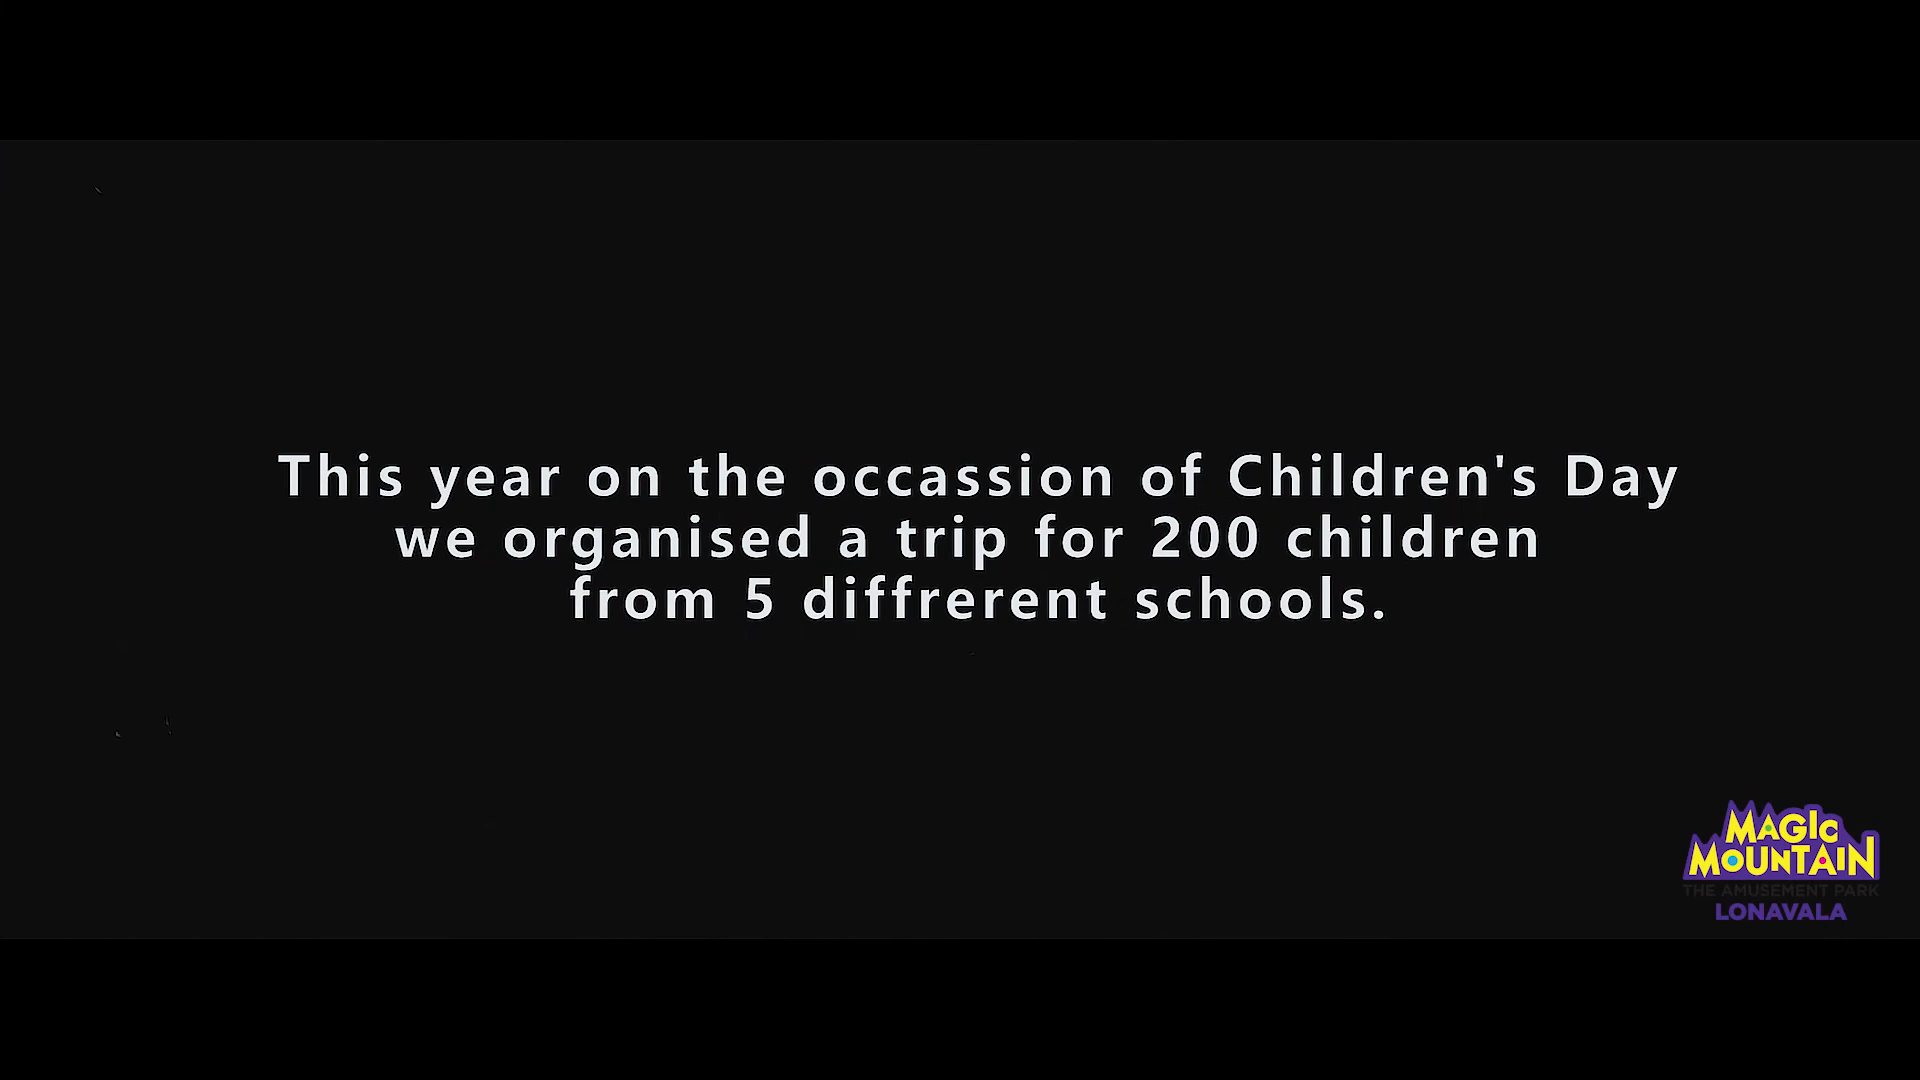 This year on the occassion of Children's Day
we organised a trip for 200 children
from 5 diffrerent schools.
MAGIC
MOUNTAIN
THE AMUSEMENT PARK
LONAVALA